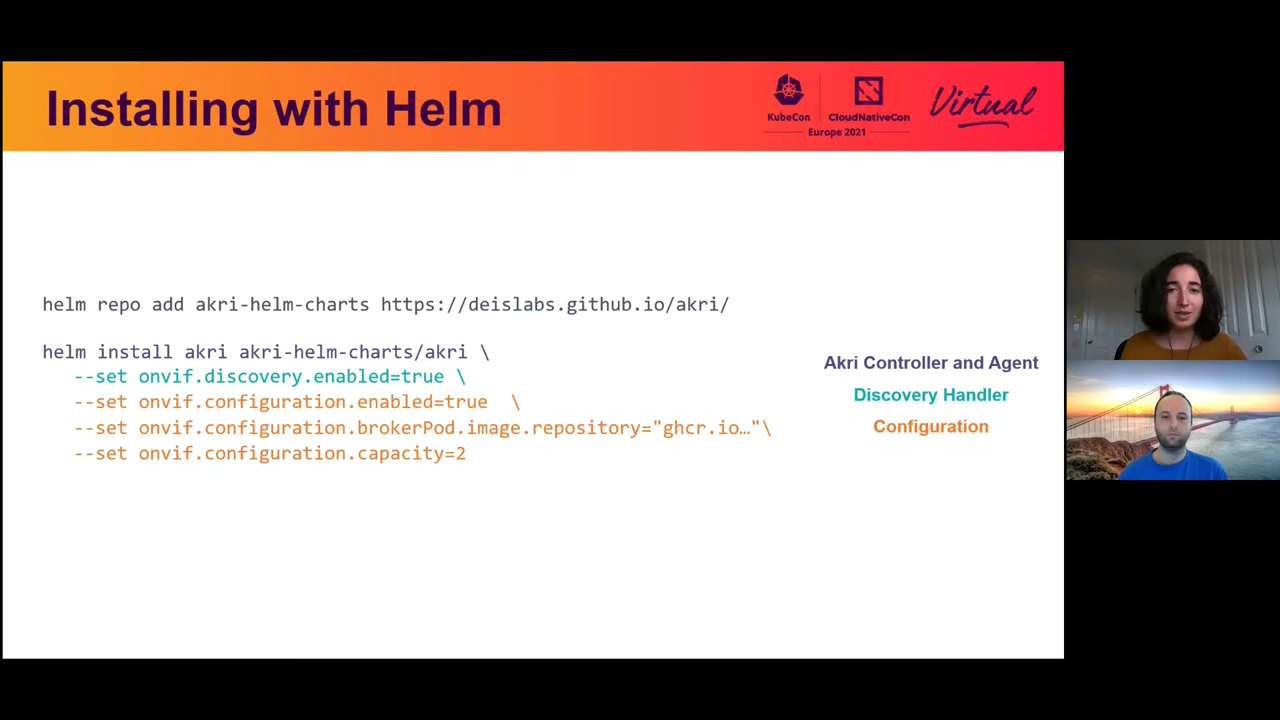 Installing with Helm
KubeCon
CloudNativeCon
Europe 2021
Virtual
helm repo add akri-helm-charts https://deislabs.github.io/akri/
helm install akri akri-helm-charts/akri \
--set onvif.discovery.enabled=true \
--set onvif.configuration.enabled=true \
--set onvif.configuration.brokerPod.image.repository="ghcr.io…"\
--set onvif.configuration.capacity=2
Akri Controller and Agent
Discovery Handler
Configuration